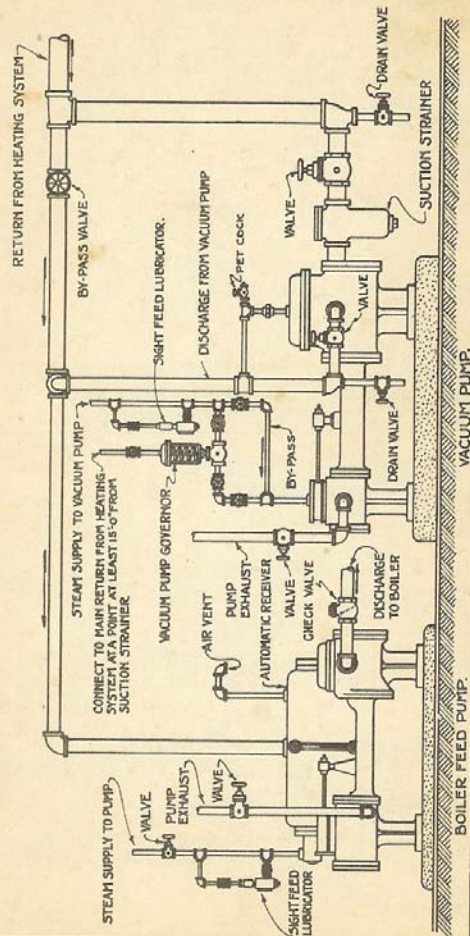 RETURN FROM HEATING SYSTEM
BY-PASS VALVE
STEAM SUPPLY TO VACUUM PUMP
SIGHT FEED LUBRICATOR.
CONNECT TO MAIN RETURN FROM HEATING
SYSTEM AT A POINT AT LEAST 15'-0" FROM
SUCTION STRAINER
VACUUM PUMP GOVERNOR
DISCHARGE FROM VACUUM PUMP
PET COCK
VALVE
DRAIN VALVE
STEAM SUPPLY TO PUMP
VALVE
PUMP
EXHAUST
VALVE
AIR VENT
PUMP
EXHAUST
AUTOMATIC RECEIVER
VALVE
CHECK VALVE
BY-PASS
VALVE
SUCTION STRAINER
SIGHT FEED
LUBRICATOR
DISCHARGE
TO BOILER
DRAIN VALVE
BOILER FEED PUMP.
VACUUM PUMP.